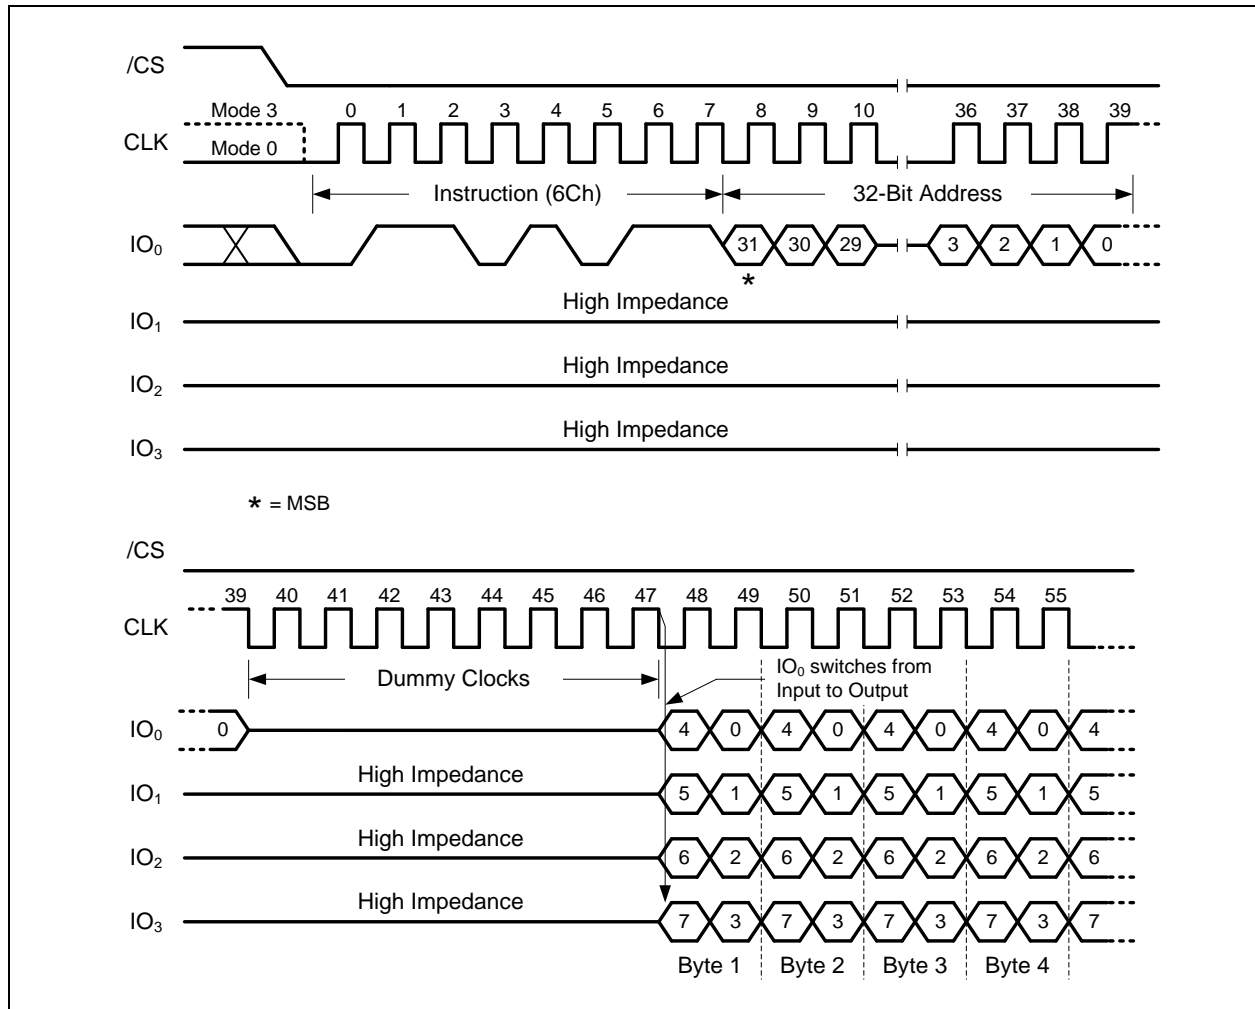 /CS
Mode 3 0 1 2 3 4 5 6 7 8 9 10 36 37 38 39
CLK
Mode 0
Instruction (6Ch) 32-Bit Address
IO0 31 30 29 3 2 1 0
*
High Impedance
IO1
High Impedance
IO2
High Impedance
IO3
* = MSB
/CS
39 40 41 42 43 44 45 46 47 48 49 50 51 52 53 54 55
CLK
Dummy Clocks
IO0 switches from
Input to Output
IO0 0 4 0 4 0 4 0 4 0 4
High Impedance
IO1 5 1 5 1 5 1 5 1 5
High Impedance
IO2 6 2 6 2 6 2 6 2 6
High Impedance
IO3 7 3 7 3 7 3 7 3 7
Byte 1 Byte 2 Byte 3 Byte 4